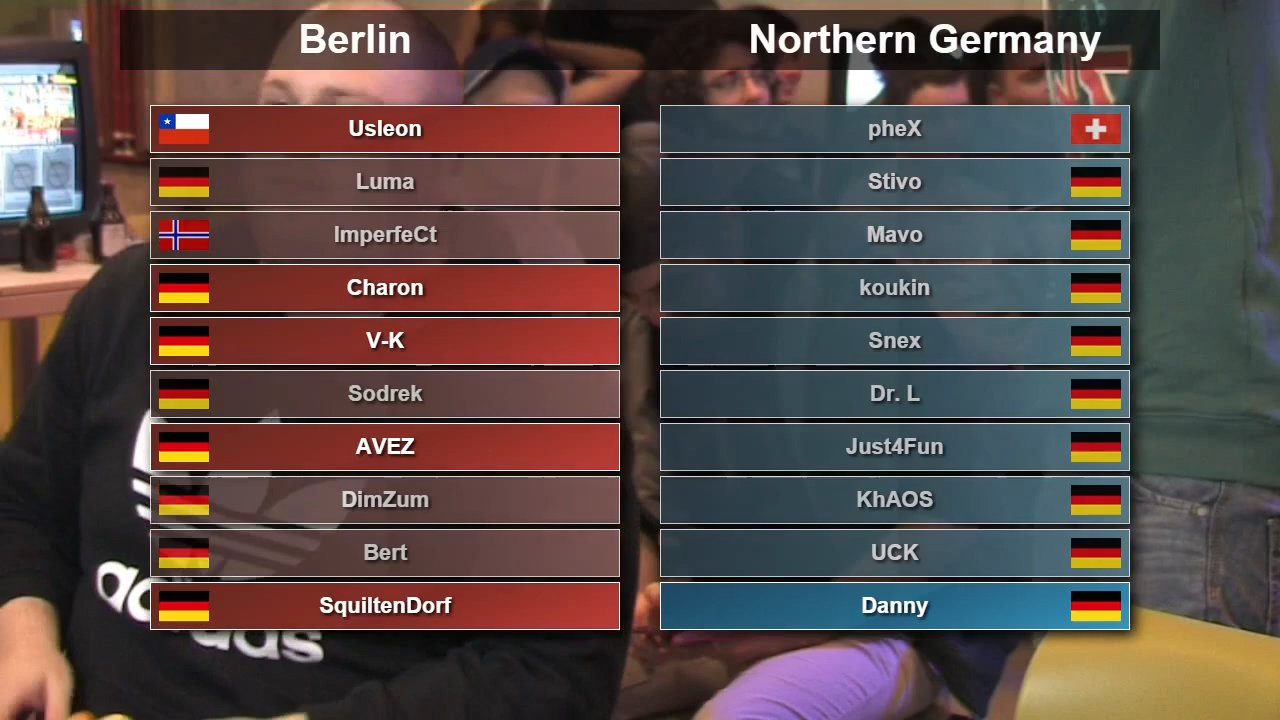 Berlin
Northern Germany
Usleon
pheX
Luma
Stivo
ImperfeCt
Mavo
Charon
koukin
V-K
Snex
Sodrek
Dr. L
AVEZ
Just4Fun
DimZum
KhAOS
Bert
UCK
SquiltenDorf
Danny
adidas